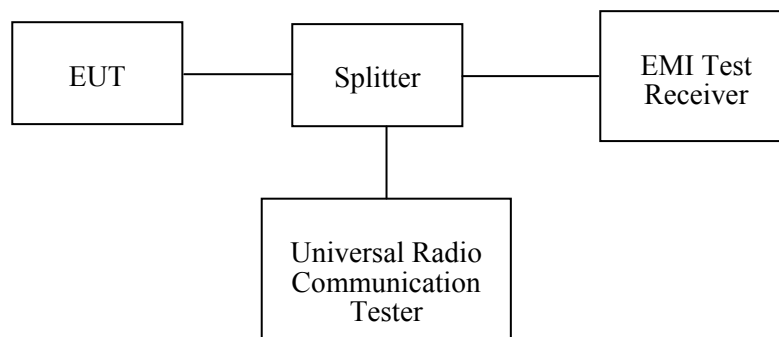 EUT
Splitter
EMI Test
Receiver
Universal Radio
Communication
Tester